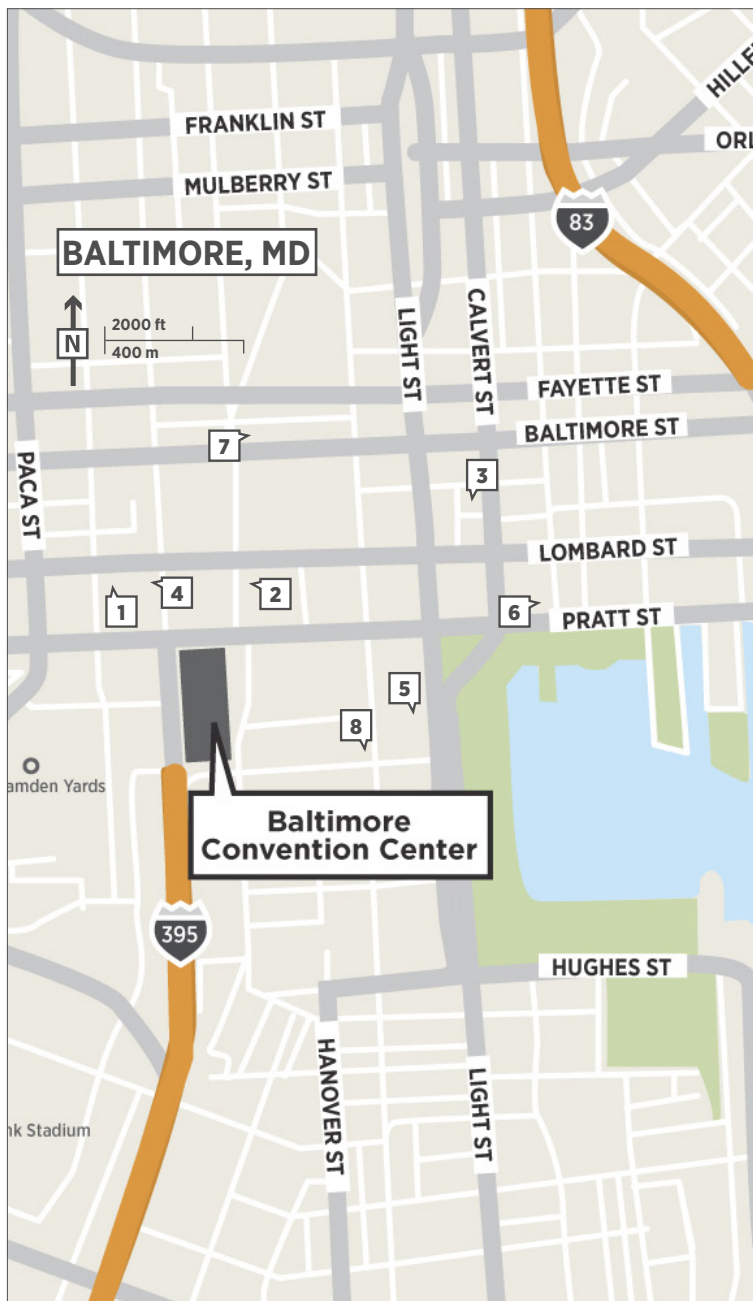 FRANKLIN ST
HILLE
ORL
MULBERRY ST
83
BALTIMORE, MD
N
2000 ft
400 m
LIGHT ST
CALVERT ST
FAYETTE ST
BALTIMORE ST
7
3
PACA ST
LOMBARD ST
1
4
2
6
PRATT ST
5
8
amden Yards
Baltimore
Convention Center
395
HUGHES ST
HANOVER ST
LIGHT ST
nk Stadium